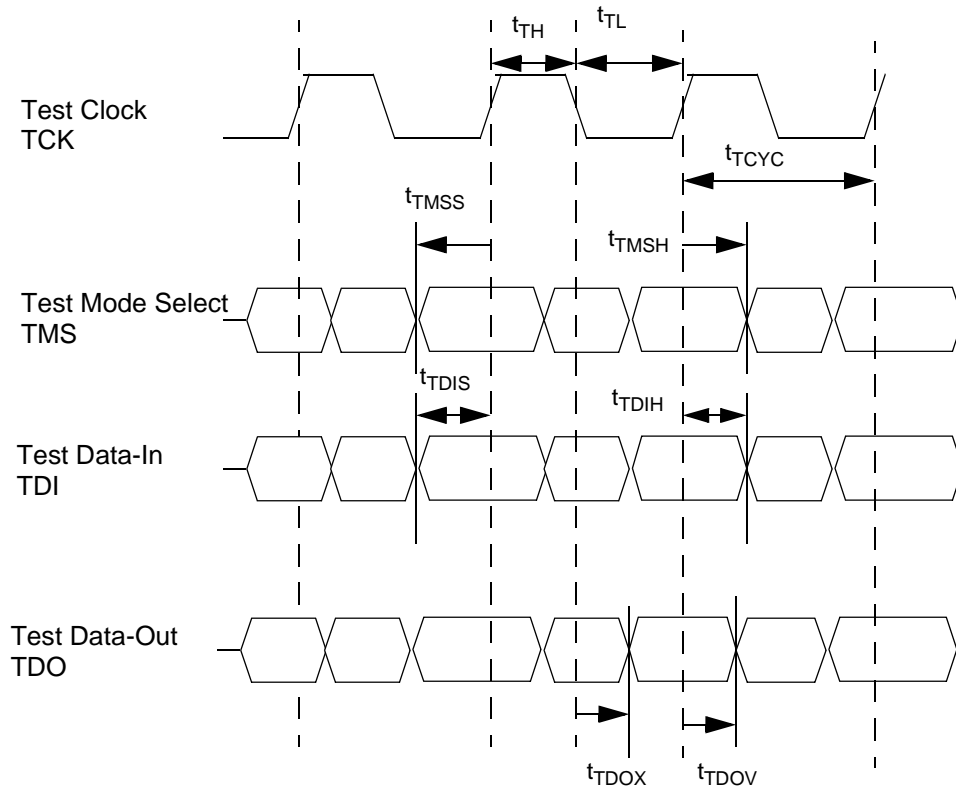 tTH
tTL
Test Clock
TCK
tTCYC
tTMSS
tTMSH
Test Mode Select
TMS
tTDIS
tTDIH
Test Data-In
TDI
Test Data-Out
TDO
tTDOX
tTDOV